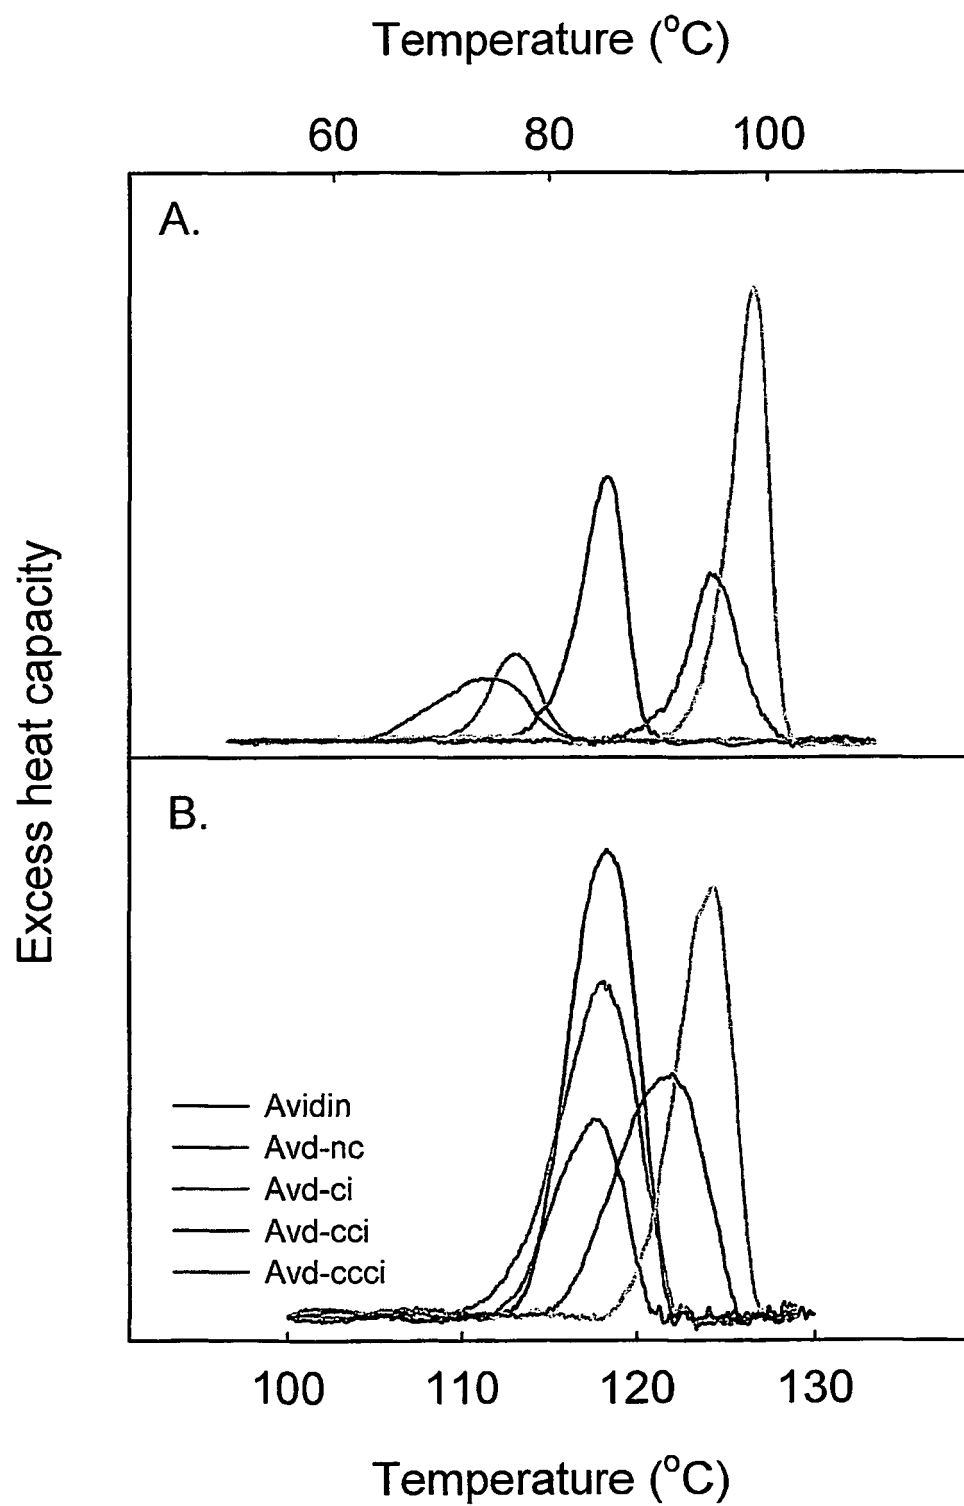 Temperature (°C)
60 80 100
A.
Excess heat capacity
B.
Avidin
Avd-nc
Avd-ci
Avd-cci
Avd-ccci
100 110 120 130
Temperature (°C)